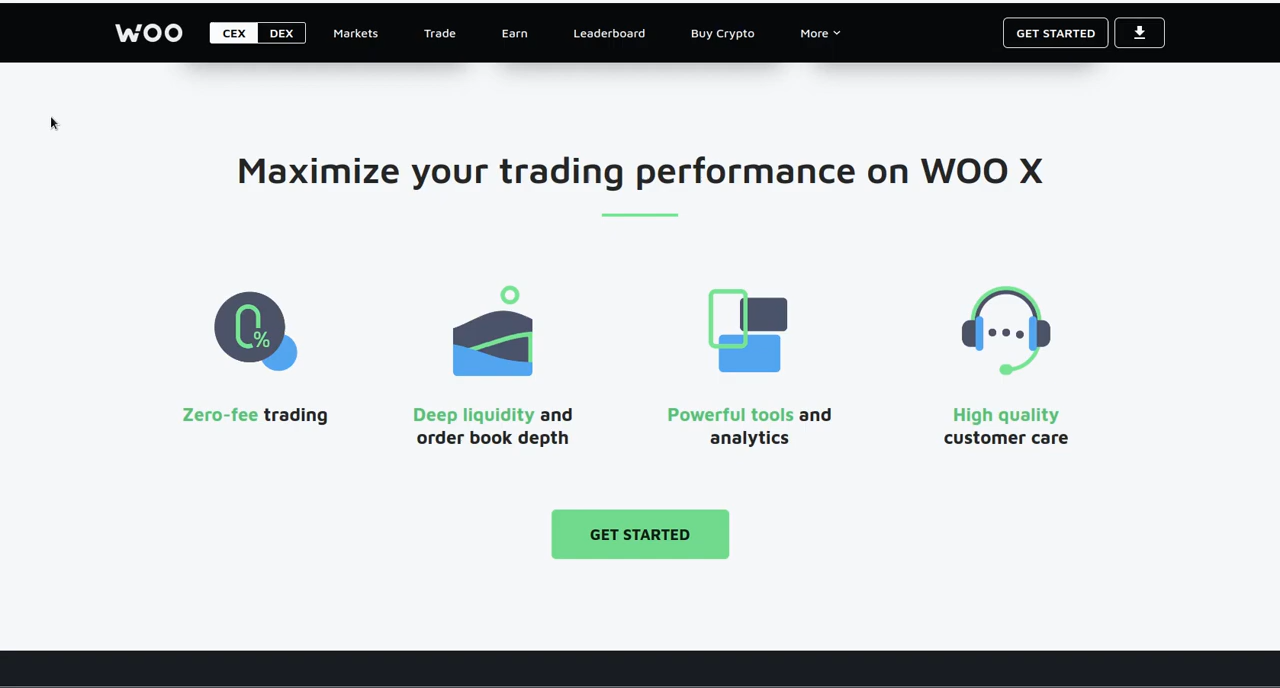 WOO CEX DEX Markets Trade Earn Leaderboard Buy Crypto More GET STARTED
Maximize your trading performance on WOO X
0%
Zero-fee trading
Deep liquidity and
order book depth
Powerful tools and
analytics
High quality
customer care
GET STARTED